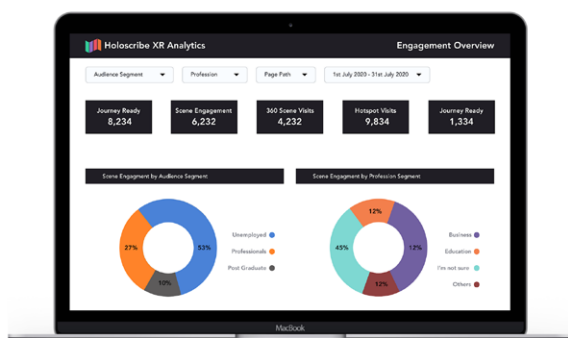 Holoscribe XR Analytics
Engagement Overview
Audience Segment
Profession
Page Path
1st July 2020 - 31st July 2020
Journey Ready
8,234
Scene Engagement
6,232
360 Scene Visits
4,232
Hotspot Visits
9,834
Journey Ready
1,334
Scene Engagment by Audience Segment
Scene Engagment by Profession Segment
27%
53%
10%
Unemployed
Professionals
Post Graduate
12%
45%
12%
12%
Business
Education
I'm not sure
Others
MacBook